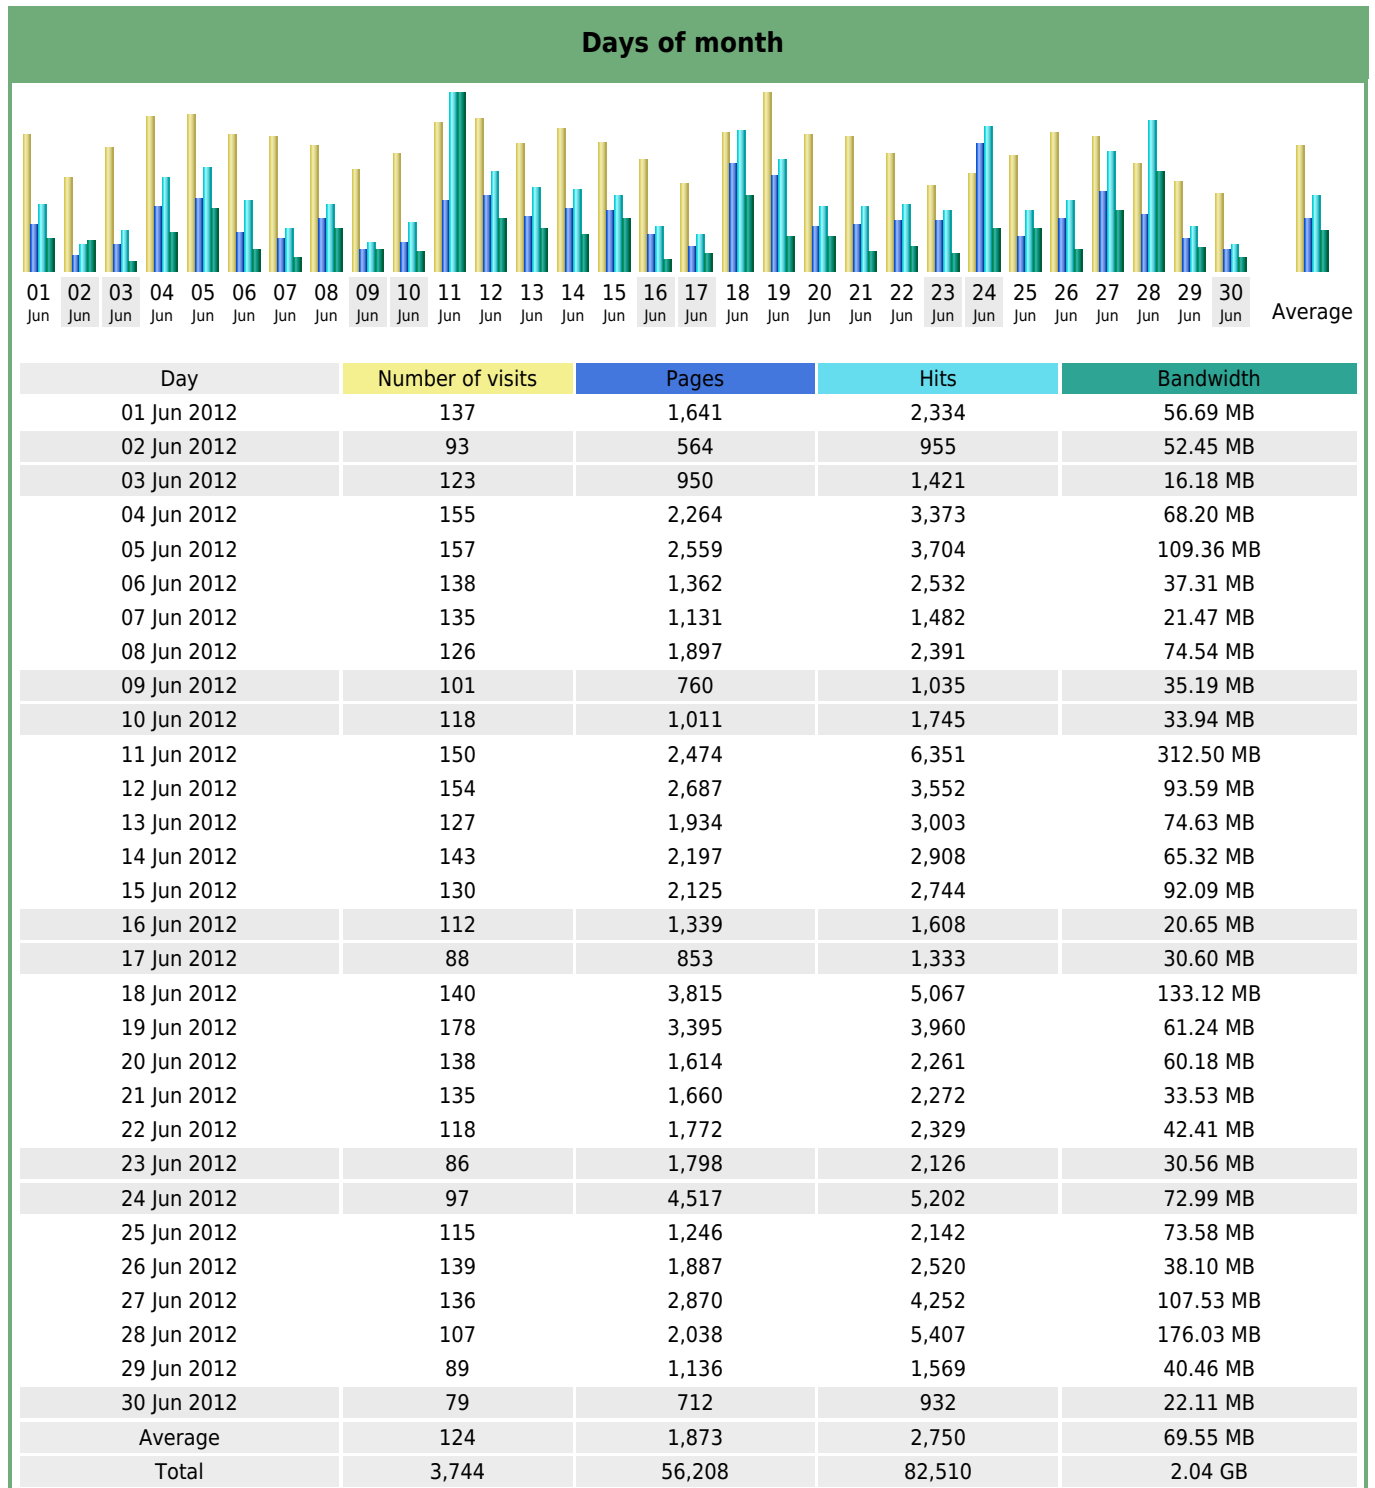 Days of month
01 02 03 04 05 06 07 08 09 10 11 12 13 14 15 16 17 18 19 20 21 22 23 24 25 26 27 28 29 30
Jun Jun Jun Jun Jun Jun Jun Jun Jun Jun Jun Jun Jun Jun Jun Jun Jun Jun Jun Jun Jun Jun Jun Jun Jun Jun Jun Jun Jun Jun Average
Day Number of visits Pages Hits Bandwidth
01 Jun 2012 137 1,641 2,334 56.69 MB
02 Jun 2012 93 564 955 52.45 MB
03 Jun 2012 123 950 1,421 16.18 MB
04 Jun 2012 155 2,264 3,373 68.20 MB
05 Jun 2012 157 2,559 3,704 109.36 MB
06 Jun 2012 138 1,362 2,532 37.31 MB
07 Jun 2012 135 1,131 1,482 21.47 MB
08 Jun 2012 126 1,897 2,391 74.54 MB
09 Jun 2012 101 760 1,035 35.19 MB
10 Jun 2012 118 1,011 1,745 33.94 MB
11 Jun 2012 150 2,474 6,351 312.50 MB
12 Jun 2012 154 2,687 3,552 93.59 MB
13 Jun 2012 127 1,934 3,003 74.63 MB
14 Jun 2012 143 2,197 2,908 65.32 MB
15 Jun 2012 130 2,125 2,744 92.09 MB
16 Jun 2012 112 1,339 1,608 20.65 MB
17 Jun 2012 88 853 1,333 30.60 MB
18 Jun 2012 140 3,815 5,067 133.12 MB
19 Jun 2012 178 3,395 3,960 61.24 MB
20 Jun 2012 138 1,614 2,261 60.18 MB
21 Jun 2012 135 1,660 2,272 33.53 MB
22 Jun 2012 118 1,772 2,329 42.41 MB
23 Jun 2012 86 1,798 2,126 30.56 MB
24 Jun 2012 97 4,517 5,202 72.99 MB
25 Jun 2012 115 1,246 2,142 73.58 MB
26 Jun 2012 139 1,887 2,520 38.10 MB
27 Jun 2012 136 2,870 4,252 107.53 MB
28 Jun 2012 107 2,038 5,407 176.03 MB
29 Jun 2012 89 1,136 1,569 40.46 MB
30 Jun 2012 79 712 932 22.11 MB
Average 124 1,873 2,750 69.55 MB
Total 3,744 56,208 82,510 2.04 GB